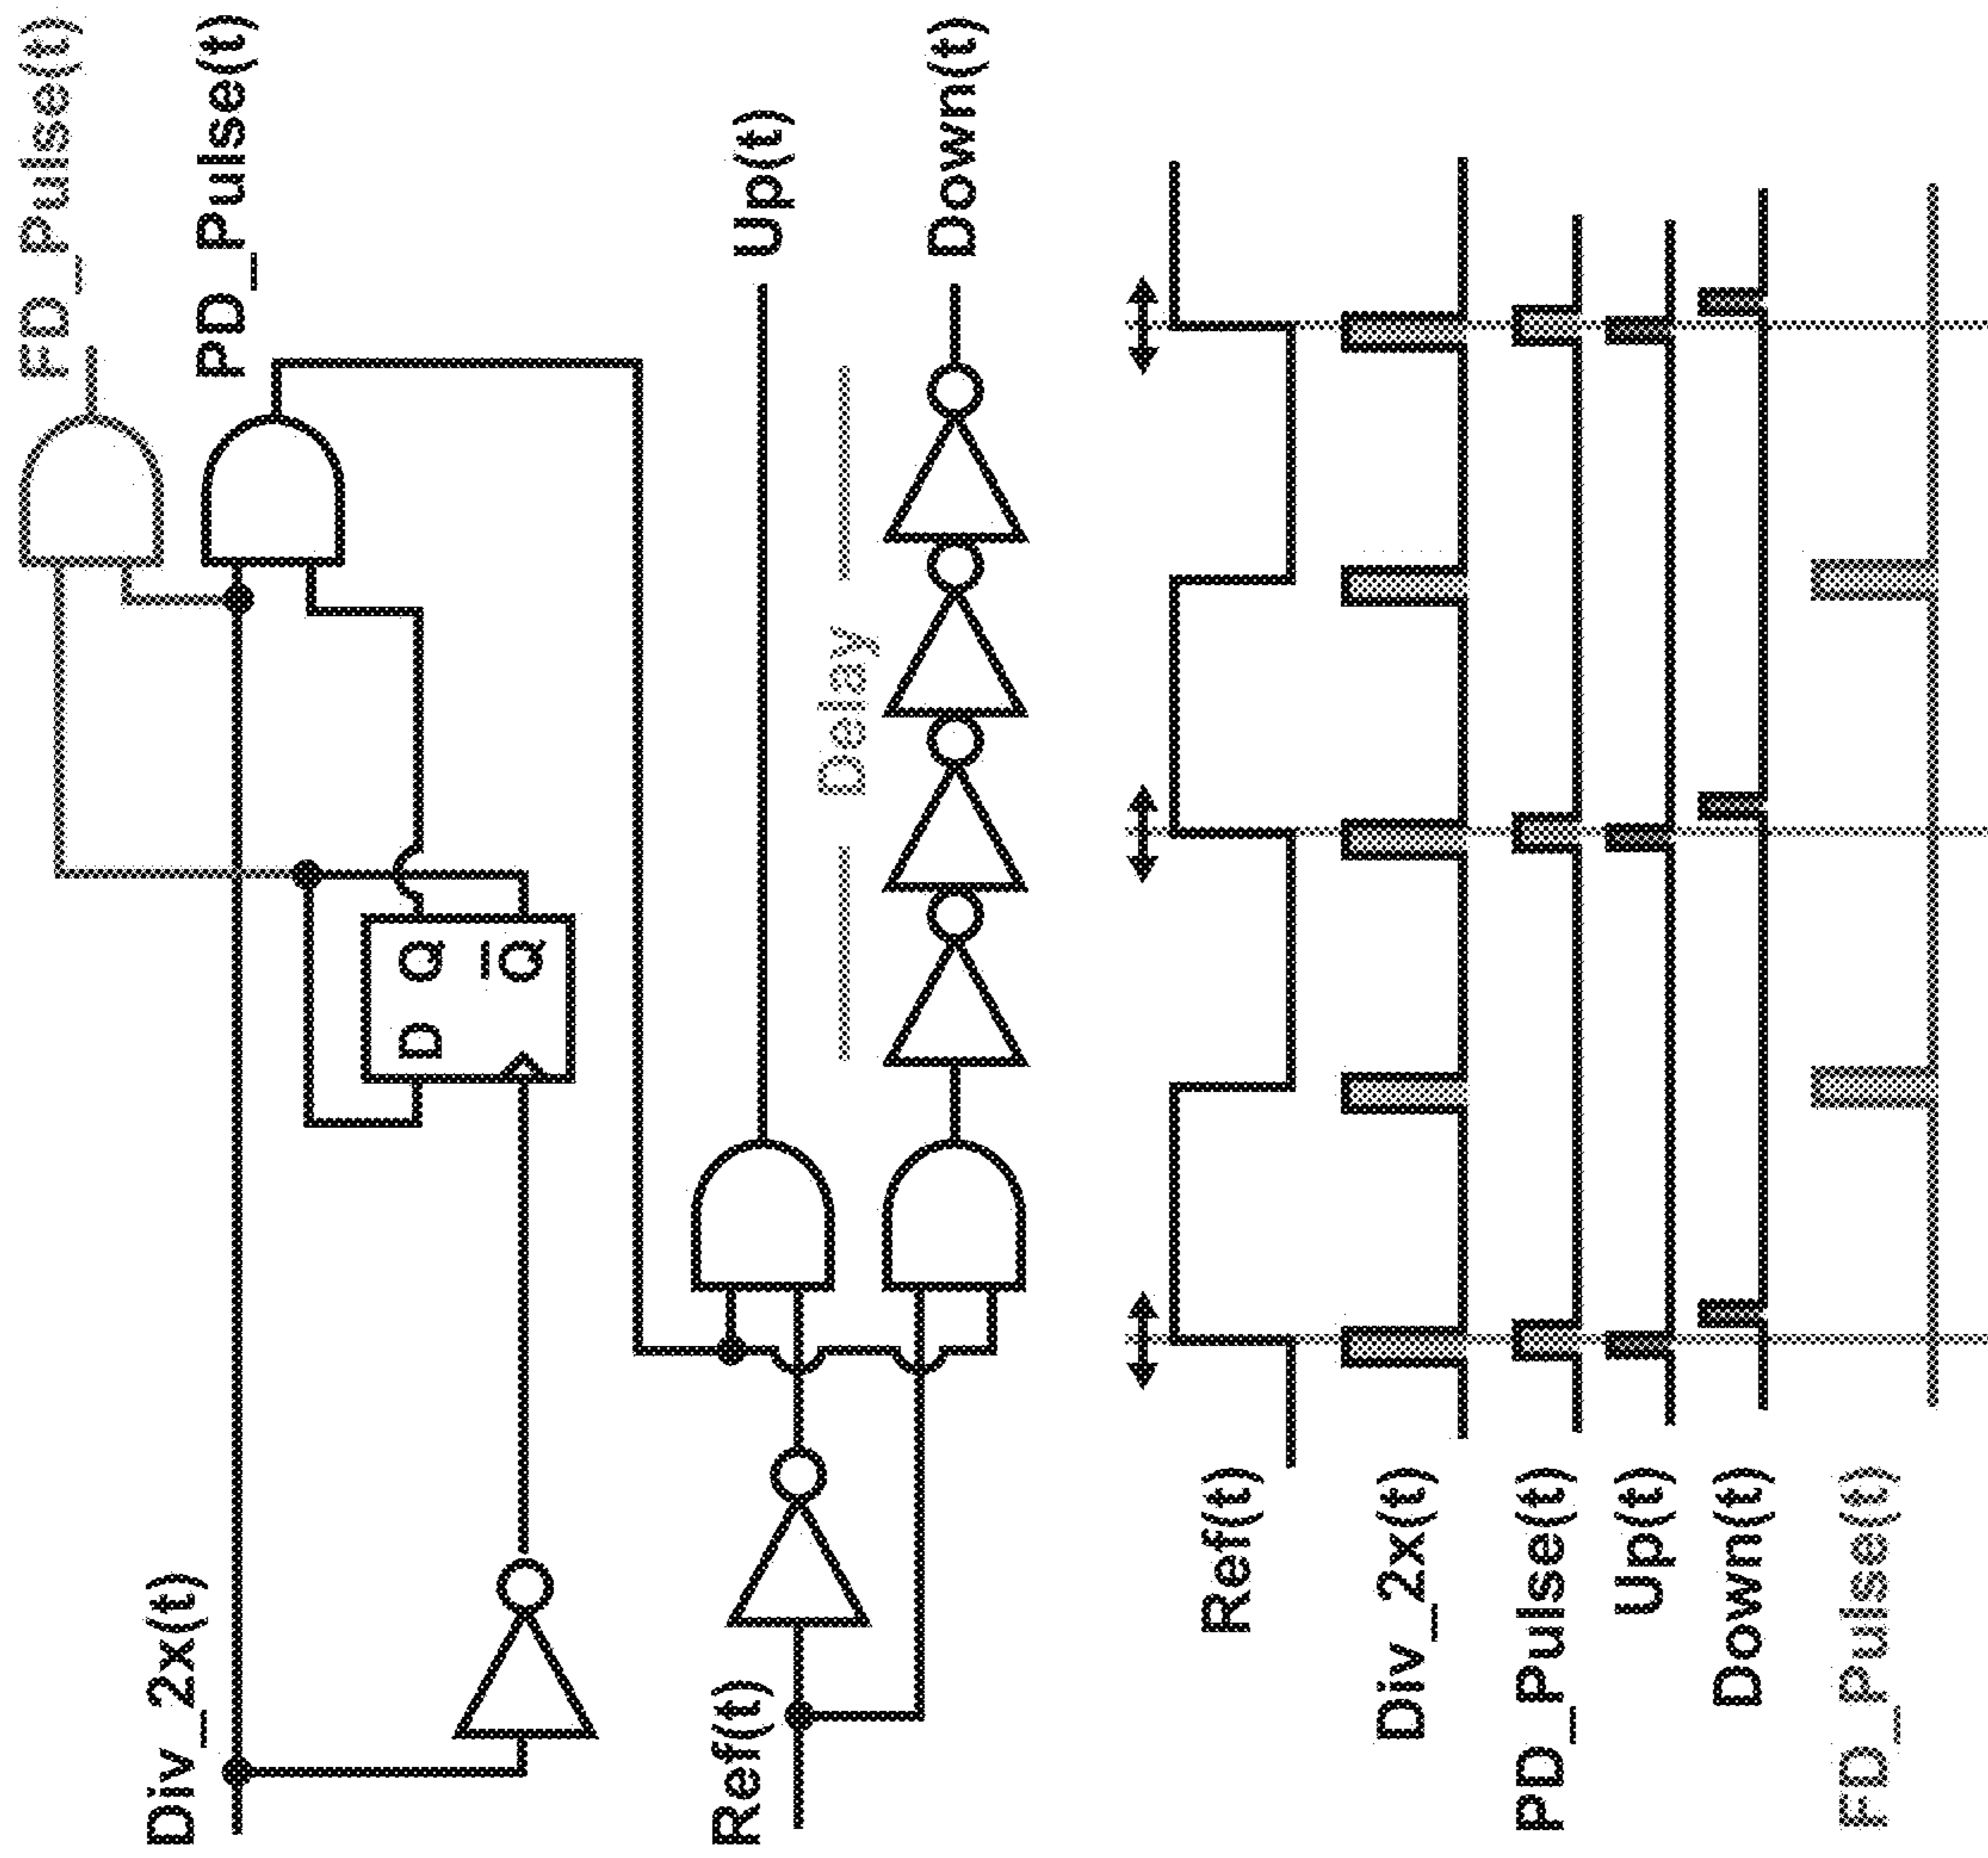 FD_Pulse(t)
PD_Pulse(t)
Div_2x(t)
D Q
Q
Ref(t)
Up(t)
Delay
Down(t)
Ref(t)
Div_2x(t)
PD_Pulse(t)
Up(t)
Down(t)
FD_Pulse(t)